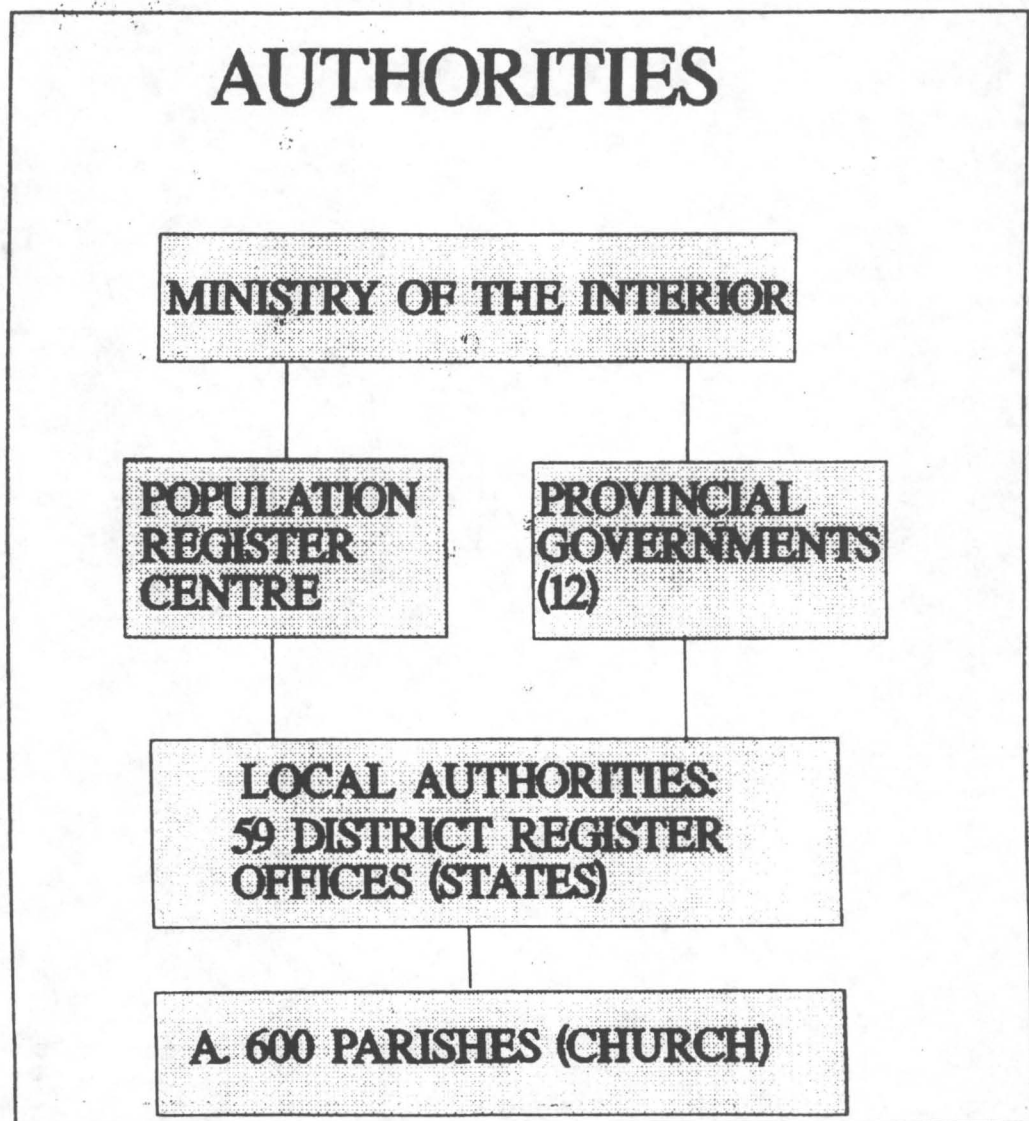 AUTHORITIES
MINISTRY OF THE INTERIOR
POPULATION
REGISTER
CENTRE
PROVINCIAL
GOVERNMENTS
(12)
LOCAL AUTHORITIES:
59 DISTRICT REGISTER
OFFICES (STATES)
A. 600 PARISHES (CHURCH)